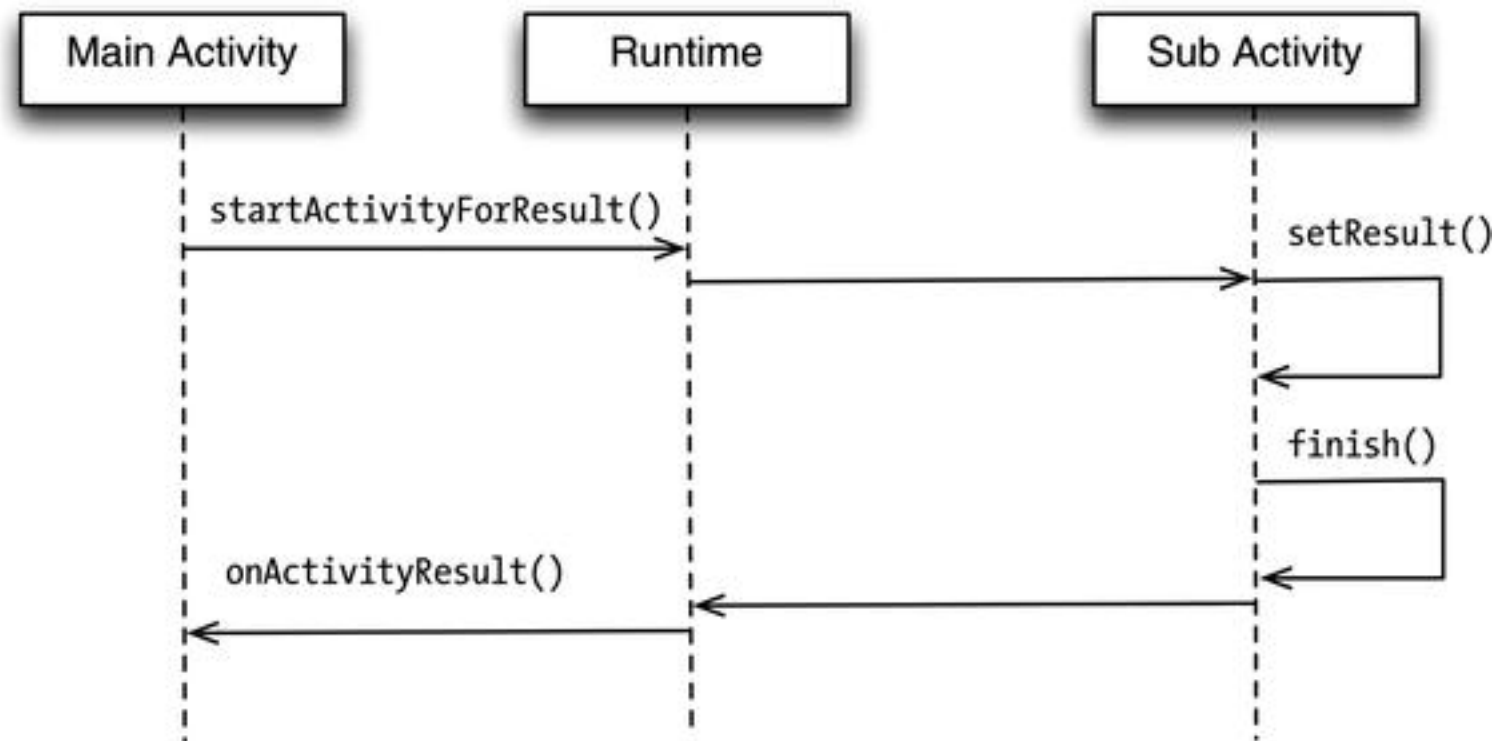 Main Activity
Runtime
Sub Activity
startActivityForResult()
setResult()
finish()
onActivityResult()